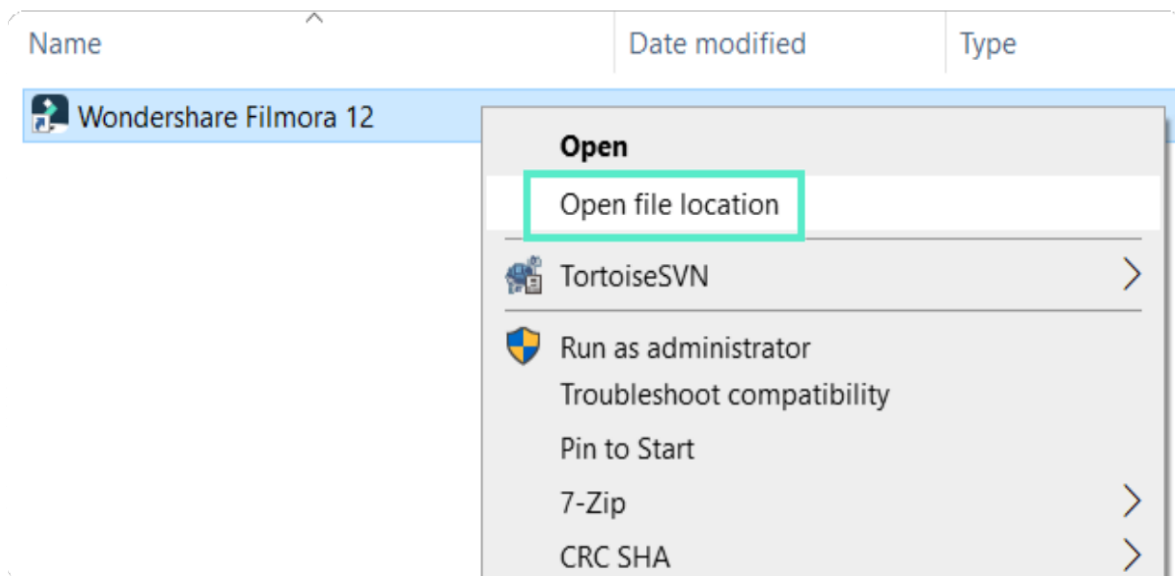 Name Date modified Type
Wondershare Filmora 12
Open
Open file location
TortoiseSVN
Run as administrator
Troubleshoot compatibility
Pin to Start
7-Zip
CRC SHA